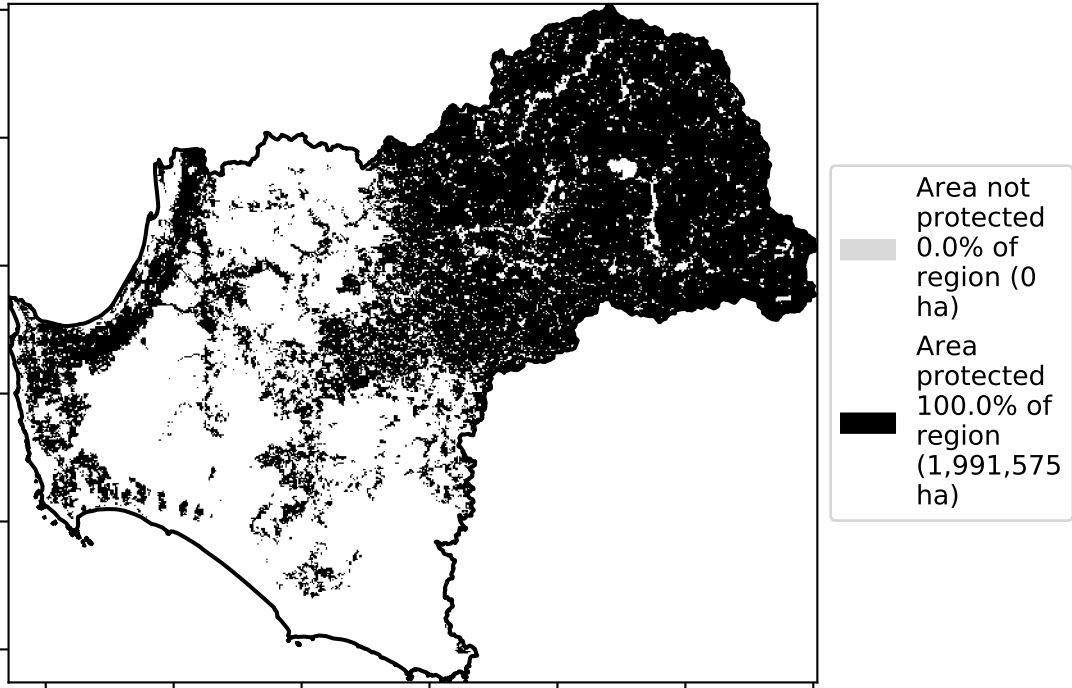 Area not
protected
0.0% of
region (0
ha)
Area
protected
100.0% of
region
(1,991,575
ha)